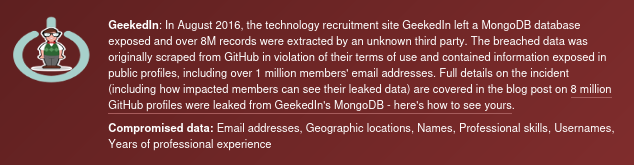 GeekedIn: In August 2016, the technology recruitment site GeekedIn left a MongoDB database
exposed and over 8M records were extracted by an unknown third party. The breached data was
originally scraped from GitHub in violation of their terms of use and contained information exposed in
public profiles, including over 1 million members' email addresses. Full details on the incident
(including how impacted members can see their leaked data) are covered in the blog post on 8 million
GitHub profiles were leaked from GeekedIn's MongoDB - here's how to see yours.
Compromised data: Email addresses, Geographic locations, Names, Professional skills, Usernames,
Years of professional experience